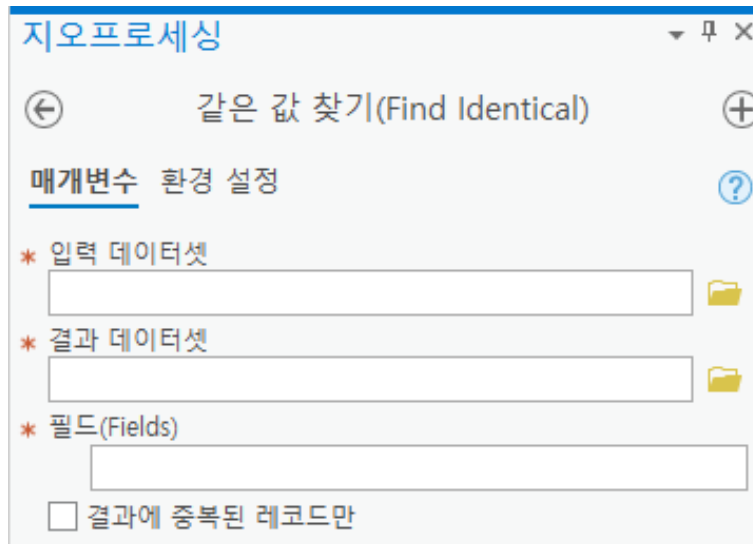 지오프로세싱
같은 값 찾기(Find Identical)
매개변수 환경 설정
* 입력 데이터셋
* 결과 데이터셋
* 필드(Fields)
결과에 중복된 레코드만